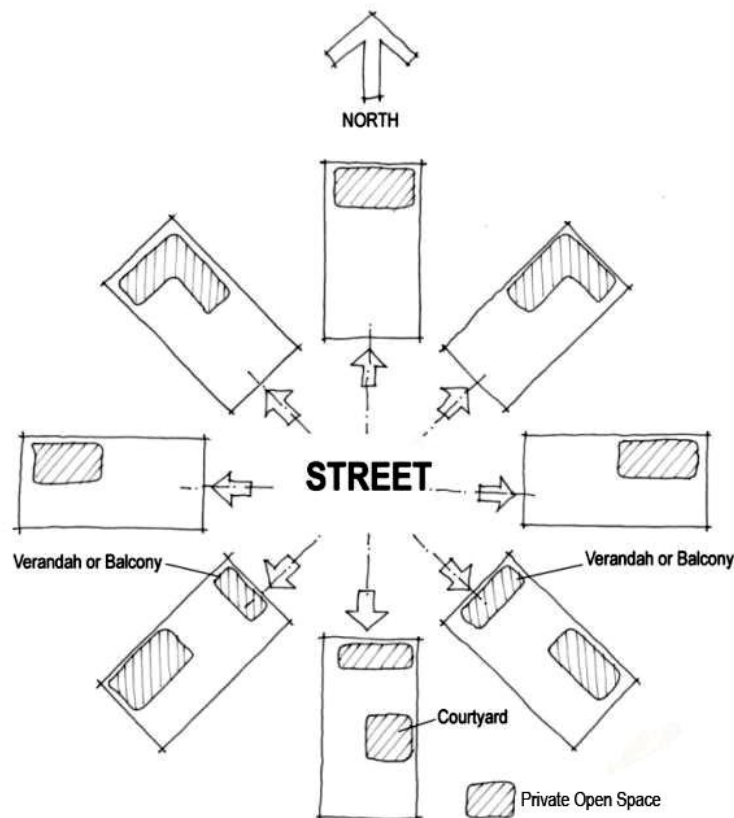 NORTH
STREET
Verandah or Balcony
Verandah or Balcony
Courtyard
Private Open Space